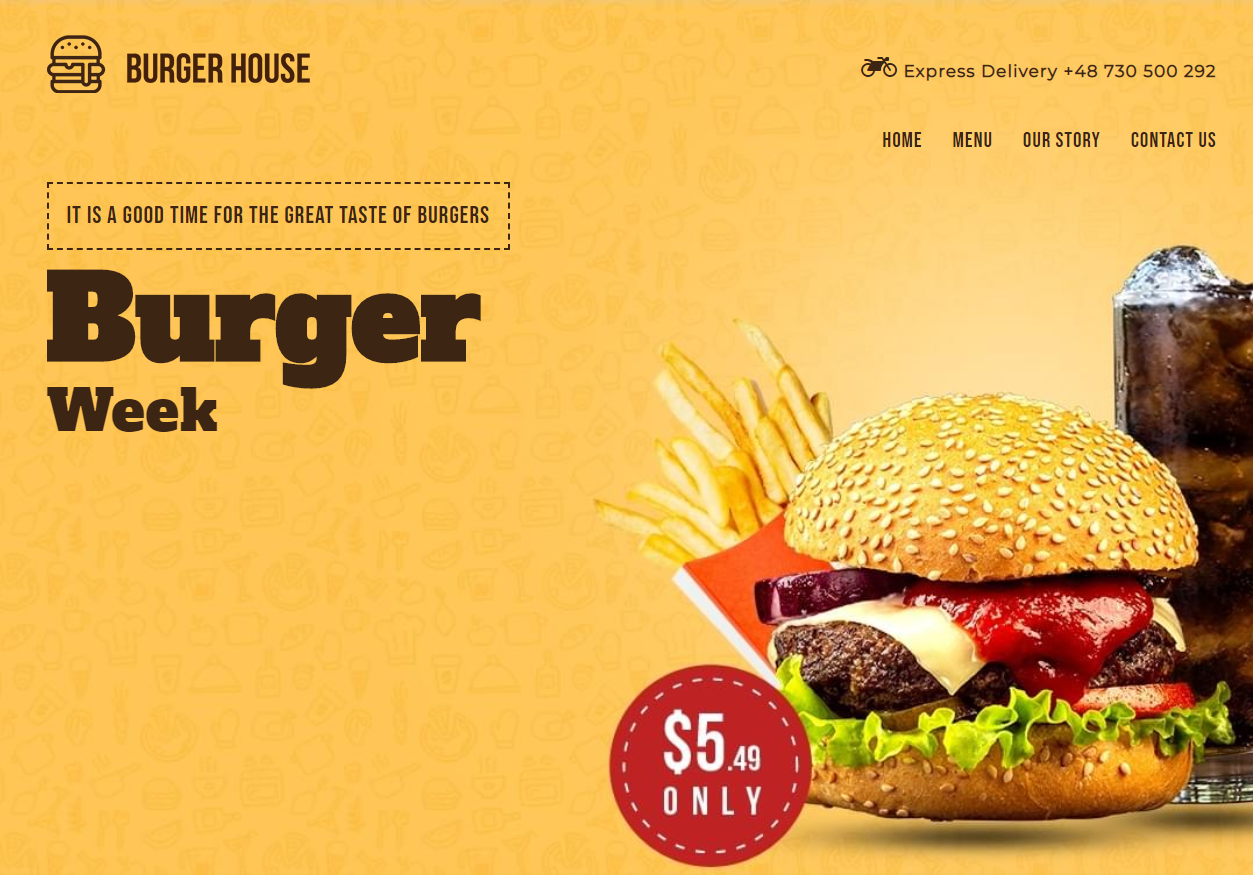 BURGER HOUSE
Express Delivery +48 730 500 292
HOME MENU OUR STORY CONTACT US
IT IS A GOOD TIME FOR THE GREAT TASTE OF BURGERS
Burger
Week
$5.49
ONLY